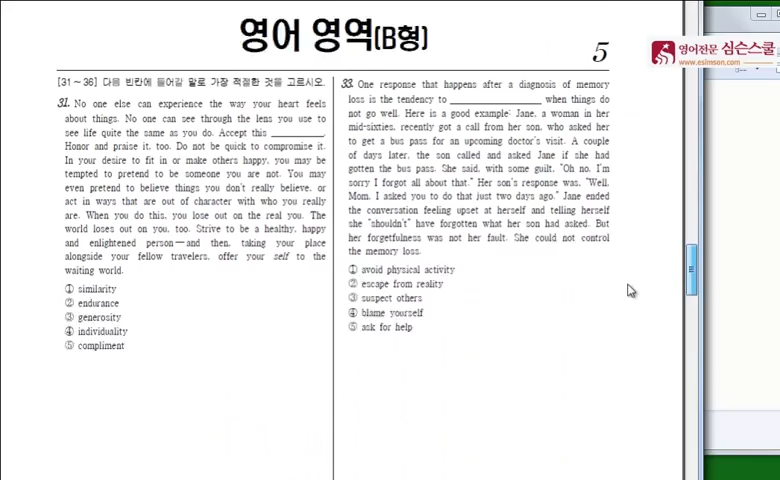 영어 영역(B형)
5
영어전문 심슨스쿨
www.esimson.com
[31~36] 다음 빈칸에 들어갈 말로 가장 적절한 것을 고르시오.
31. No one else can experience the way your heart feels
about things. No one can see through the lens you use to
see life quite the same as you do. Accept this __________.
Honor and praise it, too. Do not be quick to compromise it.
In your desire to fit in or make others happy, you may be
tempted to pretend to be someone you are not. You may
even pretend to believe things you don't really believe, or
act in ways that are out of character with who you really
are. When you do this, you lose out on the real you. The
world loses out on you, too. Strive to be a healthy, happy
and enlightened person — and then, taking your place
alongside your fellow travelers, offer your self to the
waiting world.
① similarity
② endurance
③ generosity
④ individuality
⑤ compliment
33. One response that happens after a diagnosis of memory
loss is the tendency to __________________ when things do
not go well. Here is a good example: Jane, a woman in her
mid-sixties, recently got a call from her son, who asked her
to get a bus pass for an upcoming doctor's visit. A couple
of days later, the son called and asked Jane if she had
gotten the bus pass. She said, with some guilt, "Oh no, I'm
sorry I forgot all about that." Her son's response was, "Well,
Mom, I asked you to do that just two days ago." Jane ended
the conversation feeling upset at herself and telling herself
she "shouldn't" have forgotten what her son had asked. But
her forgetfulness was not her fault. She could not control
the memory loss.
① avoid physical activity
② escape from reality
③ suspect others
④ blame yourself
⑤ ask for help